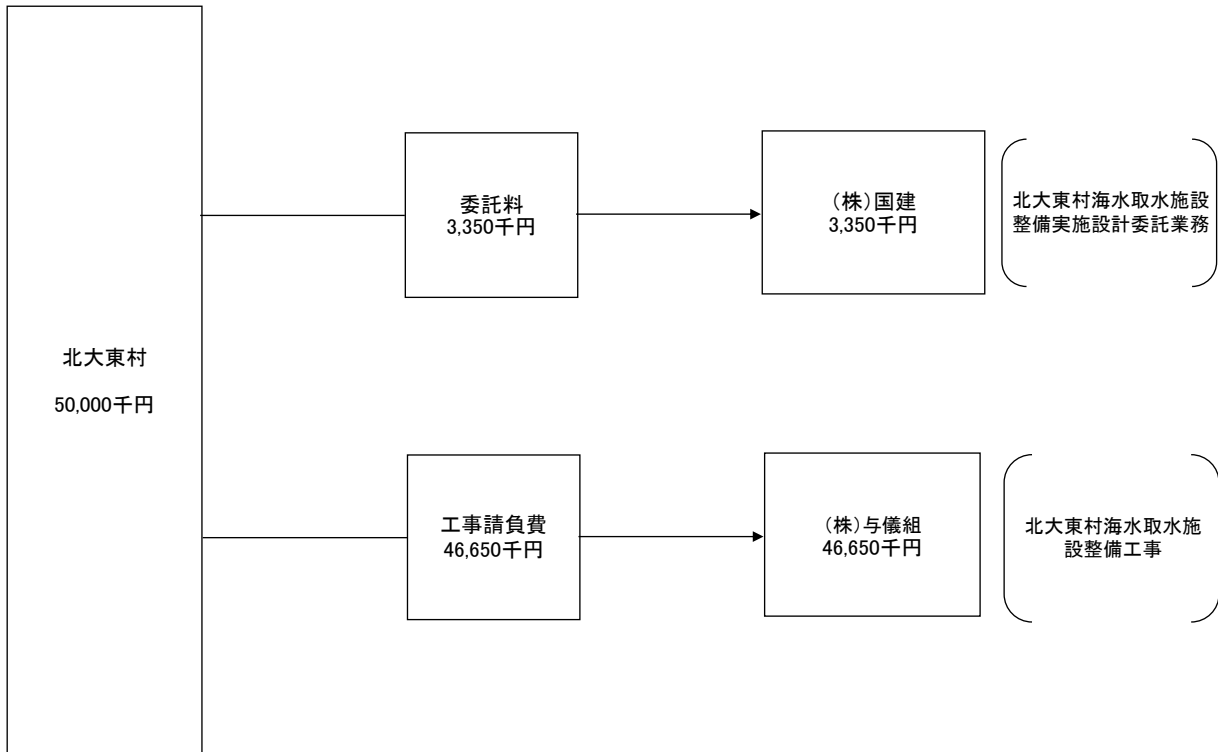 北大東村
50,000千円
委託料
3,350千円
(株)国建
3,350千円
北大東村海水取水施設
整備実施設計委託業務
工事請負費
46,650千円
(株)与儀組
46,650千円
北大東村海水取水施
設整備工事